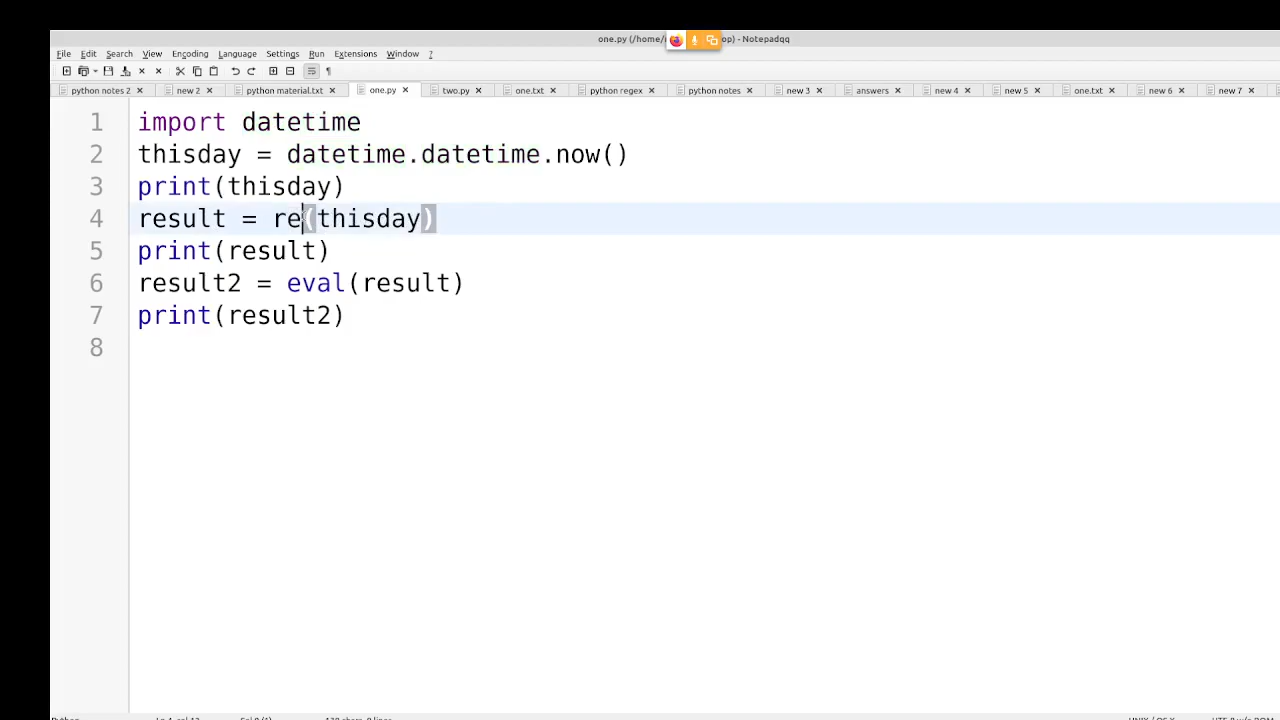 one.py (/home/ op) - Notepadqq
File Edit Search View Encoding Language Settings Run Extensions Window ?
python notes 2 new 2 python material.txt one.py two.py one.txt python regex python notes new 3 answers new 4 new 5 one.txt new 6 new 7
1 import datetime
2 thisday = datetime.datetime.now()
3 print(thisday)
4 result = re(thisday)
5 print(result)
6 result2 = eval(result)
7 print(result2)
8